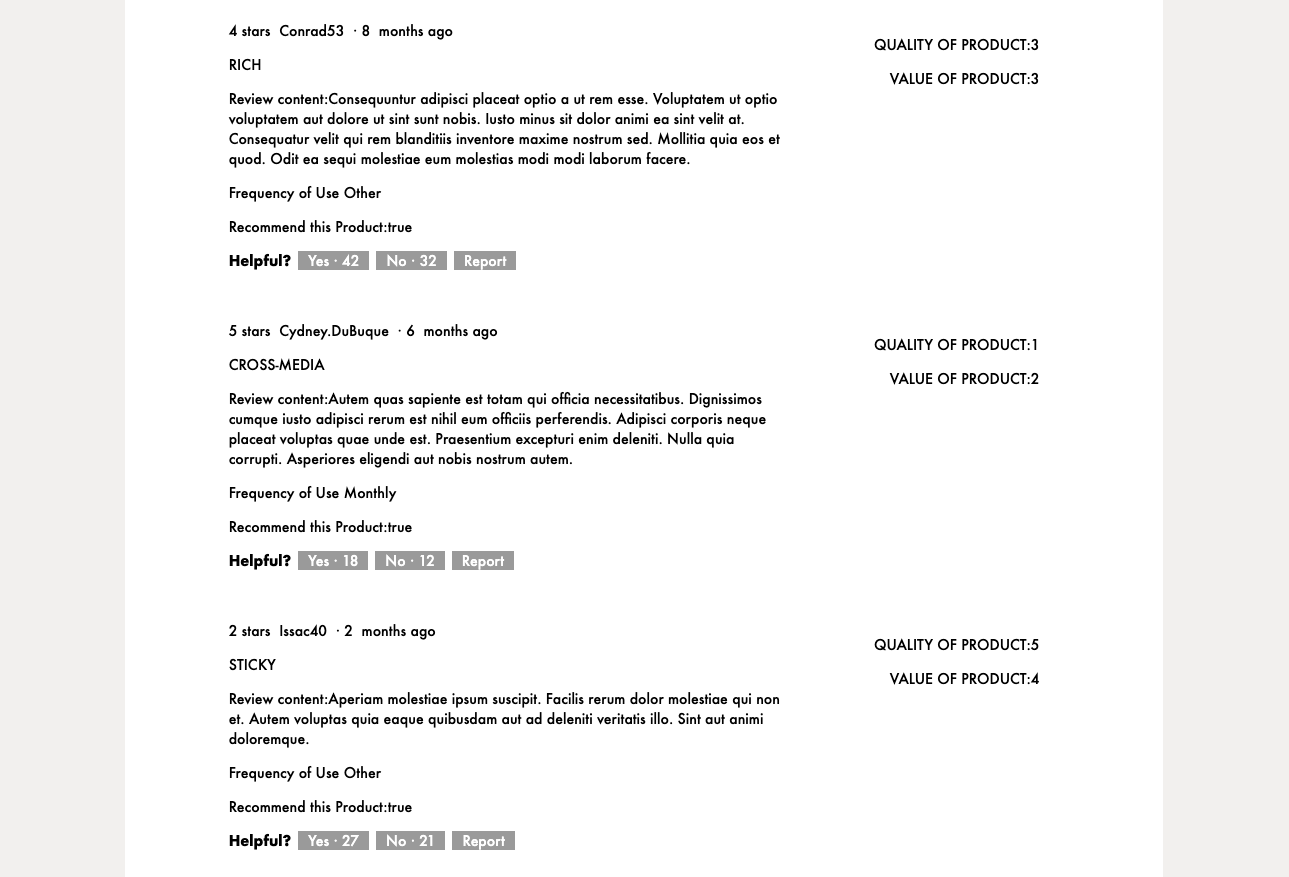 4 stars Conrad53 · 8 months ago
QUALITY OF PRODUCT:3
RICH
VALUE OF PRODUCT:3
Review content:Consequuntur adipisci placeat optio a ut rem esse. Voluptatem ut optio
voluptatem aut dolore ut sint sunt nobis. Iusto minus sit dolor animi ea sint velit at.
Consequatur velit qui rem blanditiis inventore maxime nostrum sed. Mollitia quia eos et
quod. Odit ea sequi molestiae eum molestias modi modi laborum facere.
Frequency of Use Other
Recommend this Product:true
Helpful? Yes · 42 No · 32 Report
5 stars Cydney.DuBuque · 6 months ago
QUALITY OF PRODUCT:1
CROSS-MEDIA
VALUE OF PRODUCT:2
Review content:Autem quas sapiente est totam qui officia necessitatibus. Dignissimos
cumque iusto adipisci rerum est nihil eum officiis perferendis. Adipisci corporis neque
placeat voluptas quae unde est. Praesentium excepturi enim deleniti. Nulla quia
corrupti. Asperiores eligendi aut nobis nostrum autem.
Frequency of Use Monthly
Recommend this Product:true
Helpful? Yes · 18 No · 12 Report
2 stars Issac40 · 2 months ago
QUALITY OF PRODUCT:5
STICKY
VALUE OF PRODUCT:4
Review content:Aperiam molestiae ipsum suscipit. Facilis rerum dolor molestiae qui non
et. Autem voluptas quia eaque quibusdam aut ad deleniti veritatis illo. Sint aut animi
doloremque.
Frequency of Use Other
Recommend this Product:true
Helpful? Yes · 27 No · 21 Report